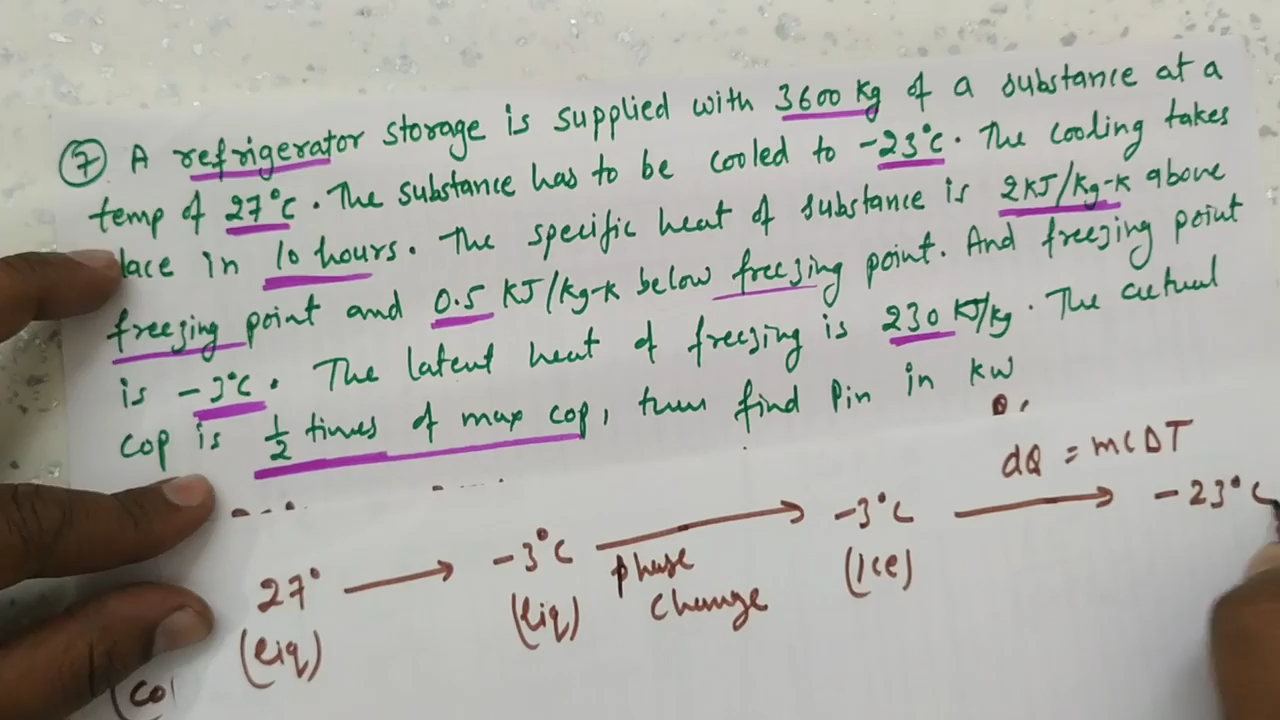 ⑦ A refrigerator storage is supplied with 3600 Kg of a substance at a
temp of 27°C. The substance has to be cooled to -23°C. The cooling takes
lace in 10 hours. The specific heat of substance is 2KJ/Kg-K above
freezing point and 0.5 KJ/Kg-K below freezing point. And freezing point
is -3°C. The latent heat of freezing is 230 KJ/kg. The actual
cop is 1/2 times of max cop, then find Pin in kw
dQ = mCΔT
27° → -3°C → -3°C → -23°C
(liq) (liq) phase change (Ice)
(co